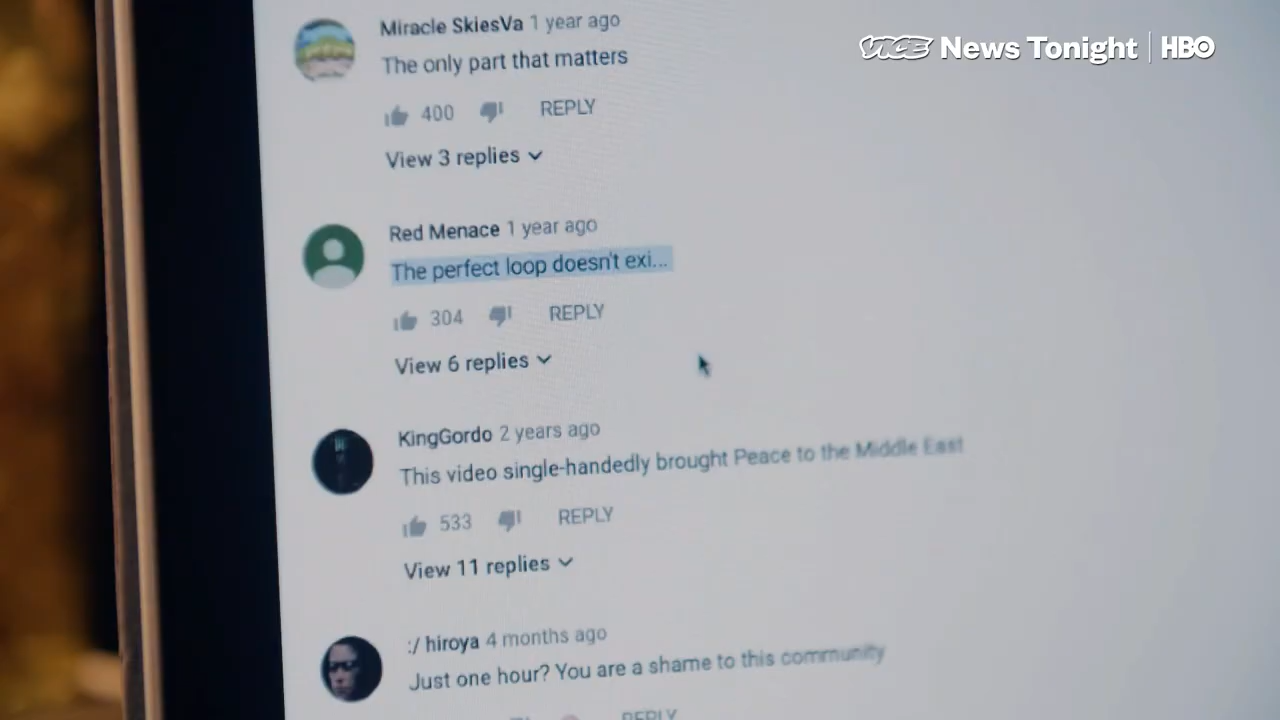 VICE News Tonight | HBO
Miracle SkiesVa 1 year ago
The only part that matters
400 REPLY
View 3 replies
Red Menace 1 year ago
The perfect loop doesn't exi...
304 REPLY
View 6 replies
KingGordo 2 years ago
This video single-handedly brought Peace to the Middle East
533 REPLY
View 11 replies
:/ hiroya 4 months ago
Just one hour? You are a shame to this community
REPLY